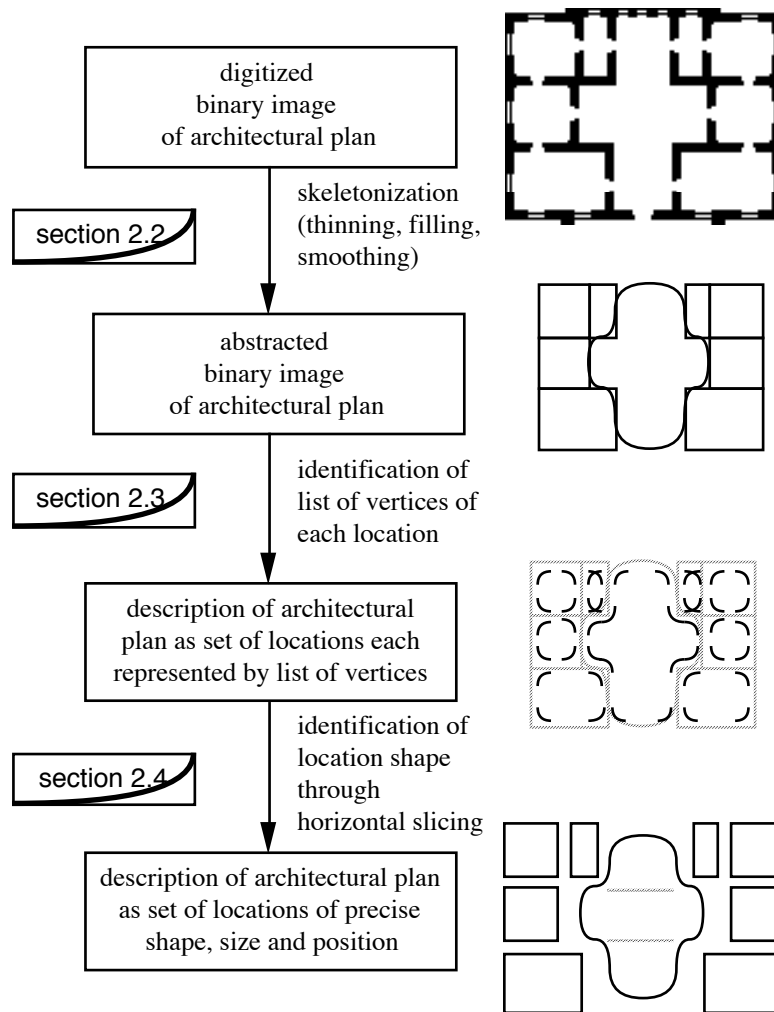 digitized
binary image
of architectural plan
skeletonization
(thinning, filling,
smoothing)
section 2.2
abstracted
binary image
of architectural plan
identification of
list of vertices of
each location
section 2.3
description of architectural
plan as set of locations each
represented by list of vertices
identification of
location shape
through
horizontal slicing
section 2.4
description of architectural plan
as set of locations of precise
shape, size and position